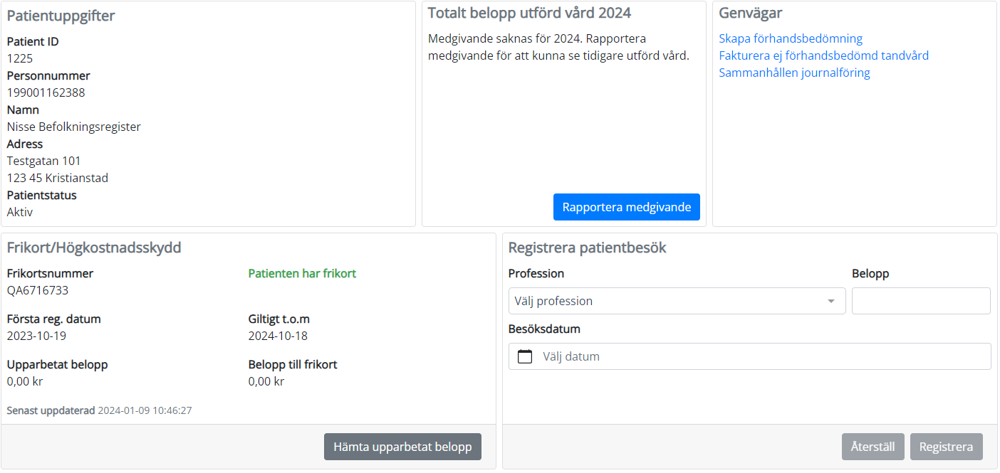 Patientuppgifter
Patient ID
1225
Personnummer
199001162388
Namn
Nisse Befolkningsregister
Adress
Testgatan 101
123 45 Kristianstad
Patientstatus
Aktiv
Totalt belopp utförd vård 2024
Medgivande saknas för 2024. Rapportera
medgivande för att kunna se tidigare utförd vård.
Rapportera medgivande
Genvägar
Skapa förhandsbedömning
Fakturera ej förhandsbedömd tandvård
Sammanhållen journalföring
Frikort/Högkostnadsskydd
Frikortsnummer
QA6716733
Patienten har frikort
Första reg. datum
2023-10-19
Giltigt t.o.m
2024-10-18
Upparbetat belopp
0,00 kr
Belopp till frikort
0,00 kr
Senast uppdaterad 2024-01-09 10:46:27
Hämta upparbetat belopp
Registrera patientbesök
Profession
Välj profession
Belopp
Besöksdatum
Välj datum
Återställ
Registrera